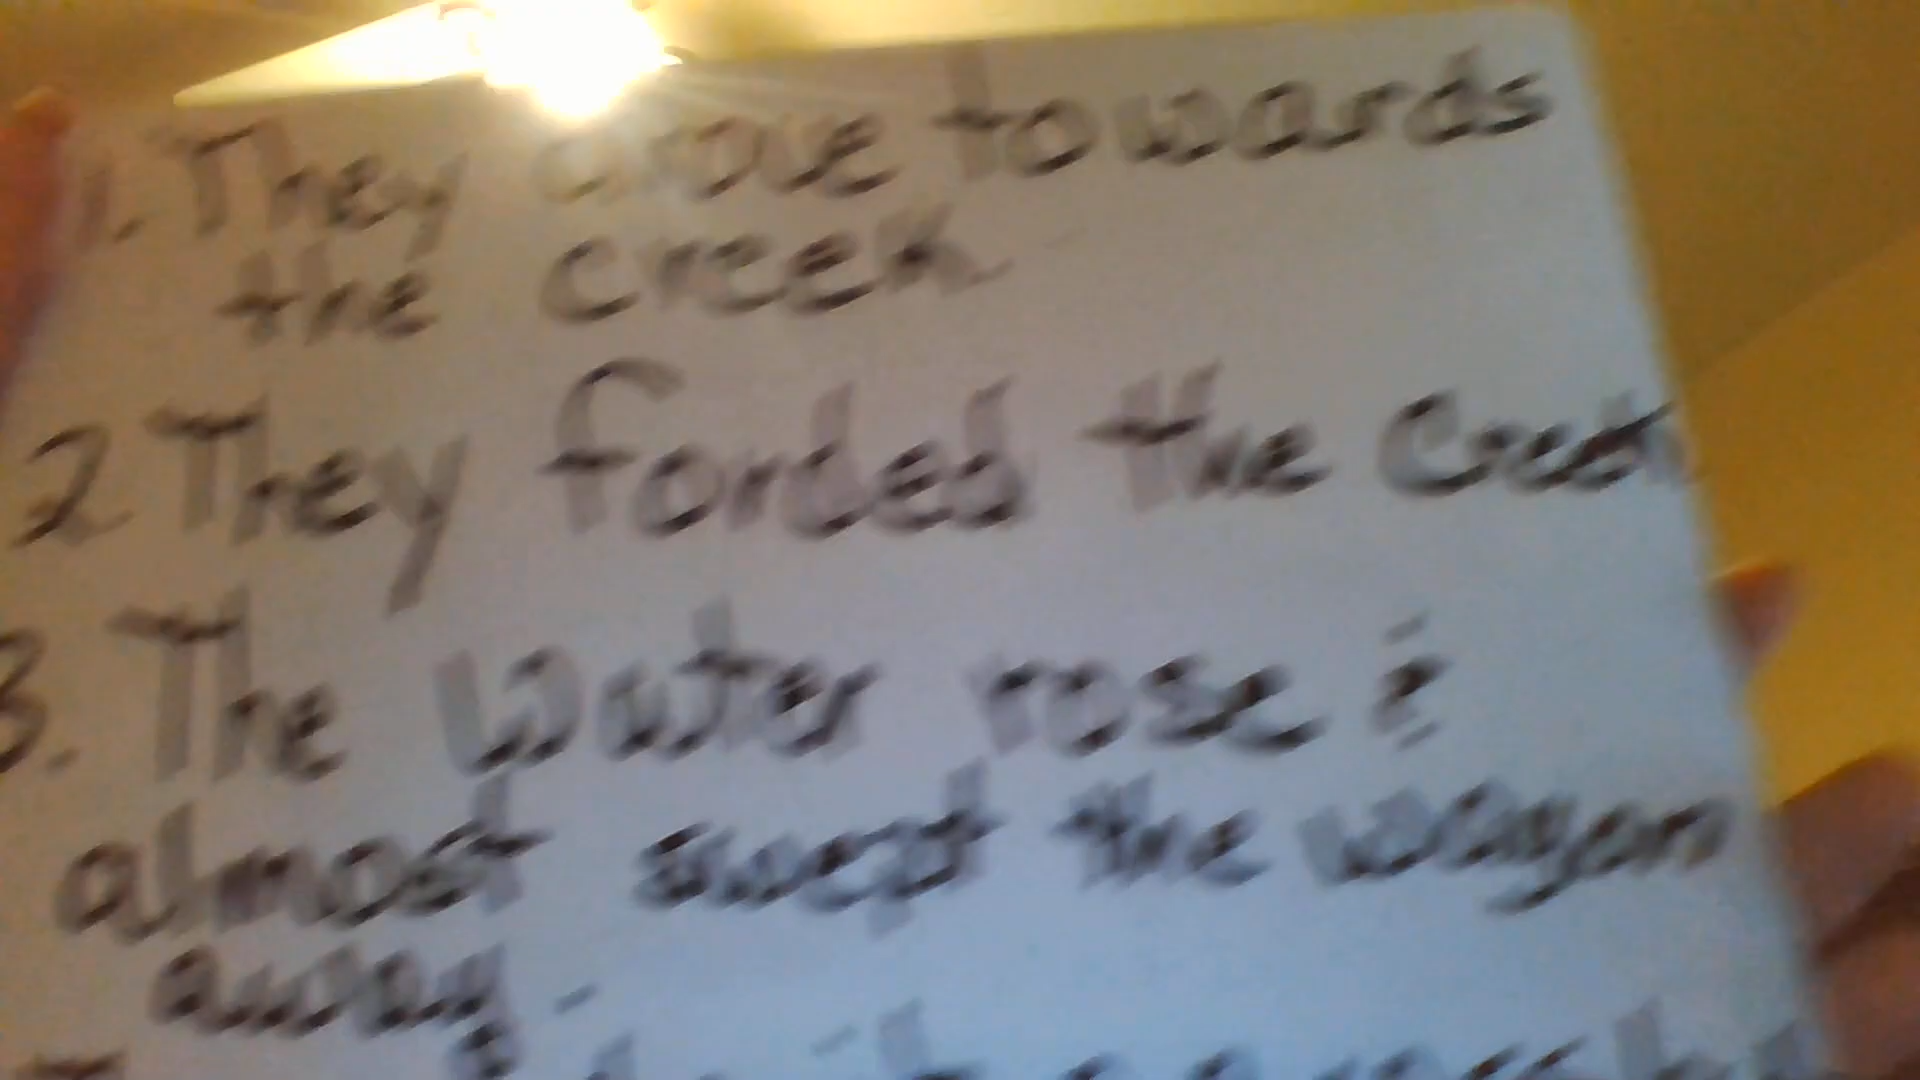 1. They drove towards
the creek.
2 They forded the Creek
3. The water rose &
almost swept the wagon
away.